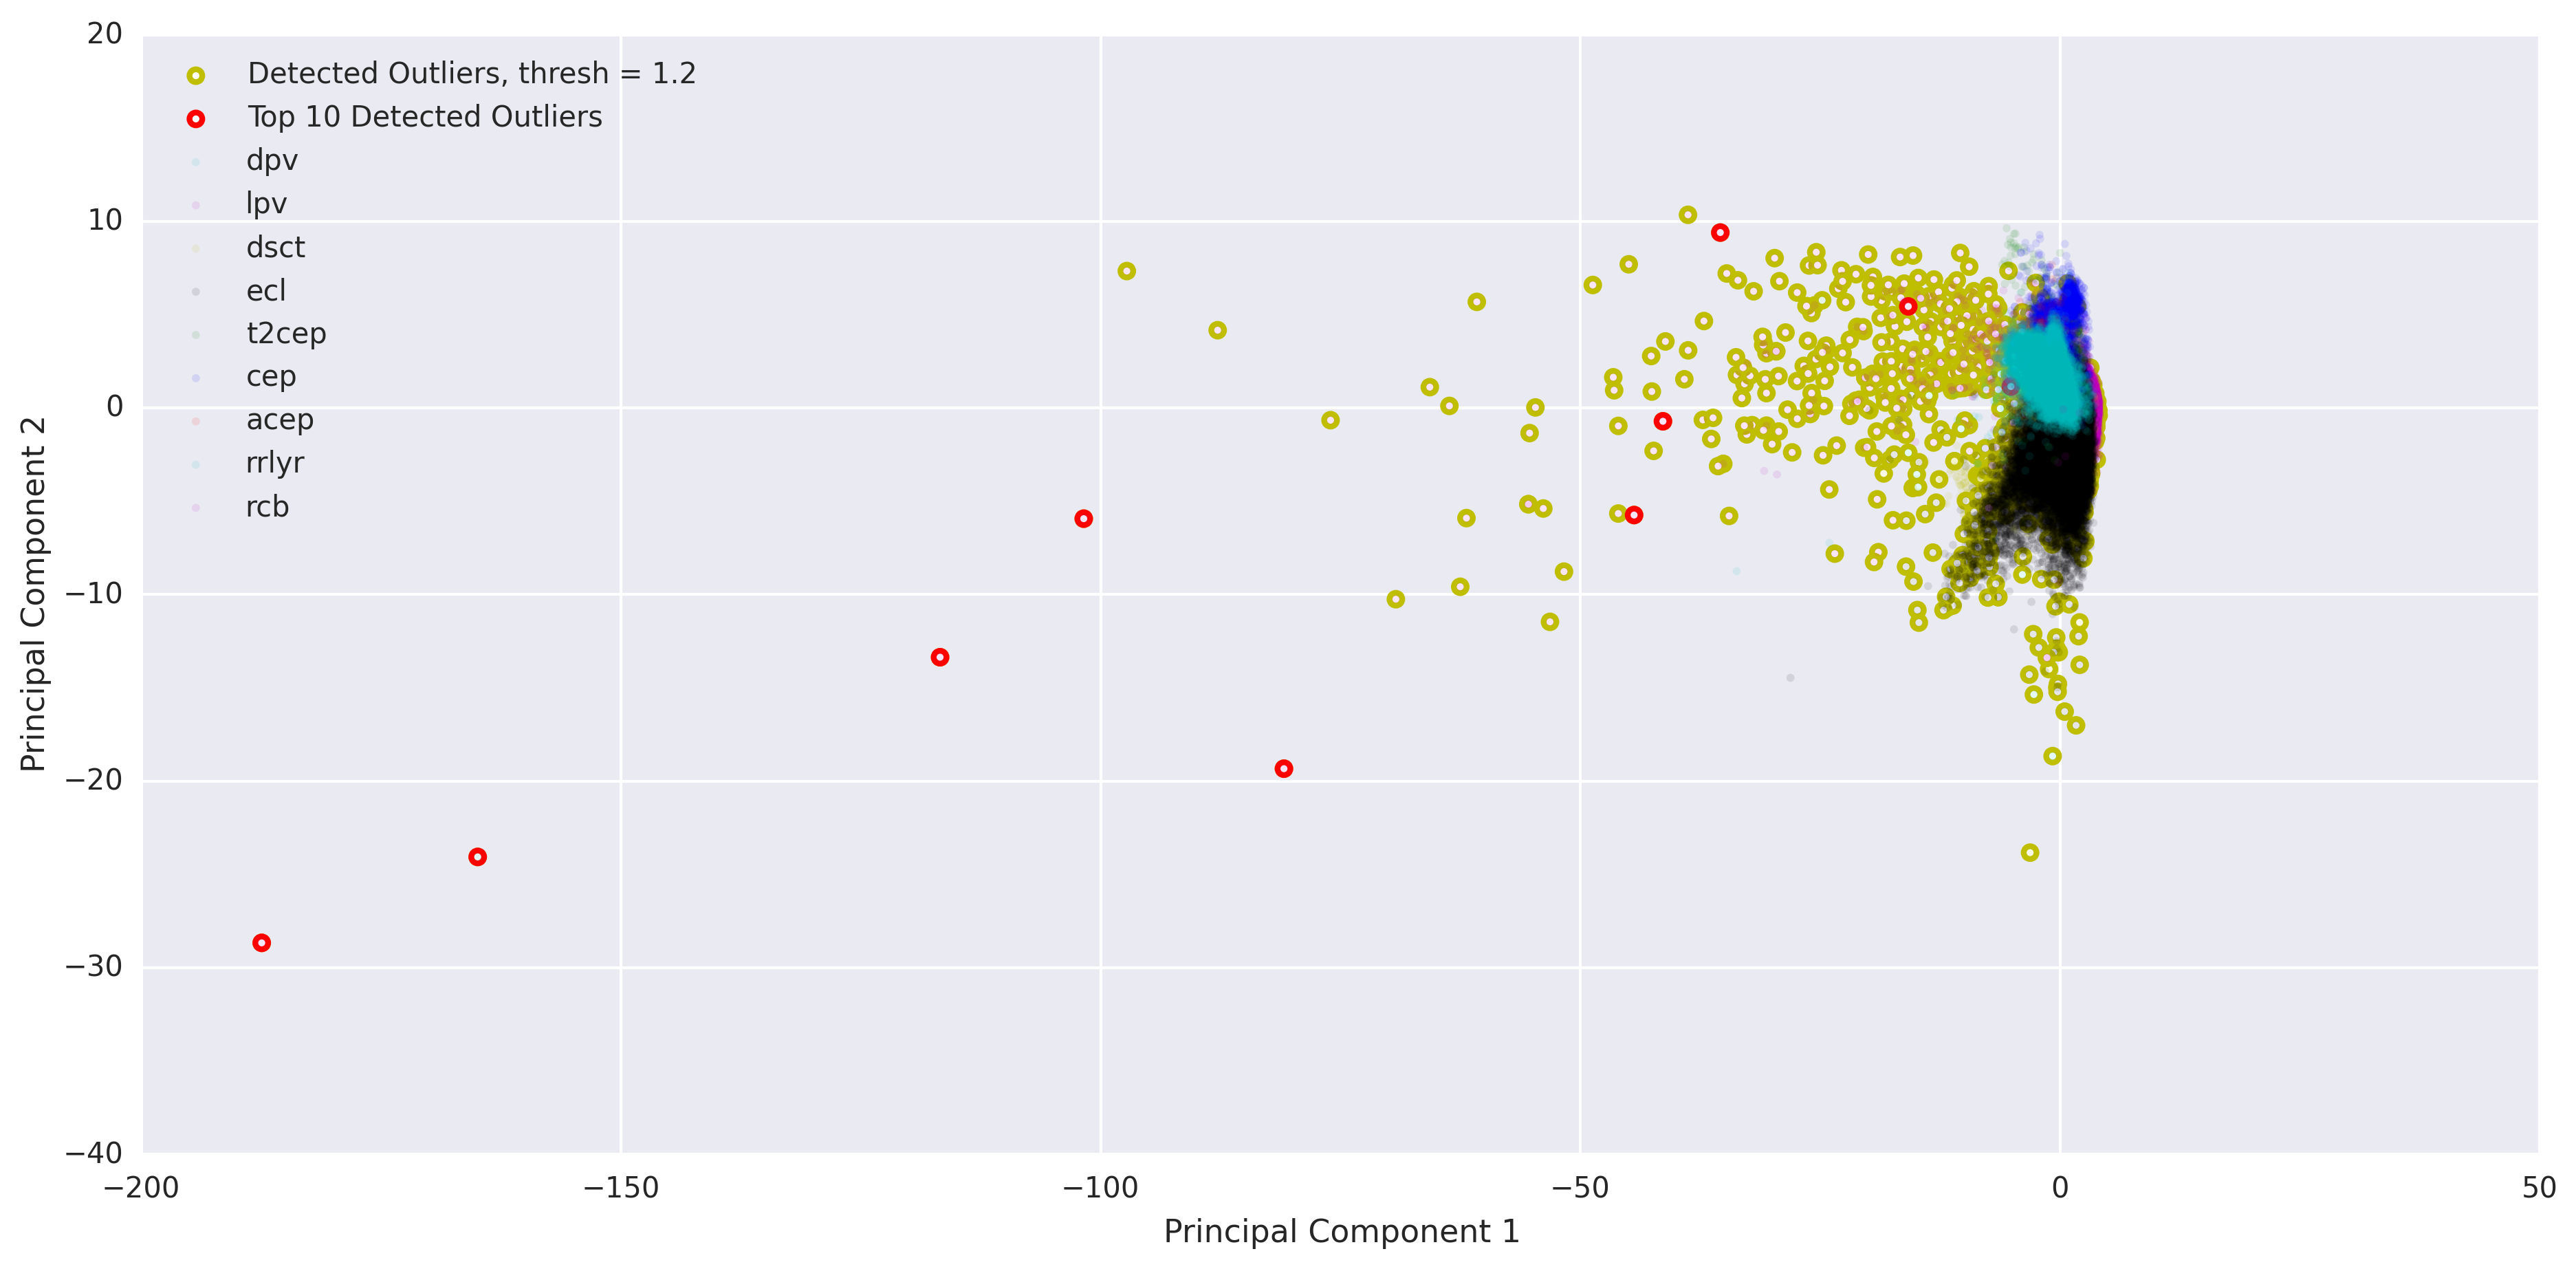 20
10
0
−10
−20
−30
−40
Principal Component 2
Detected Outliers, thresh = 1.2
Top 10 Detected Outliers
dpv
lpv
dsct
ecl
t2cep
cep
acep
rrlyr
rcb
−200 −150 −100 −50 0 50
Principal Component 1